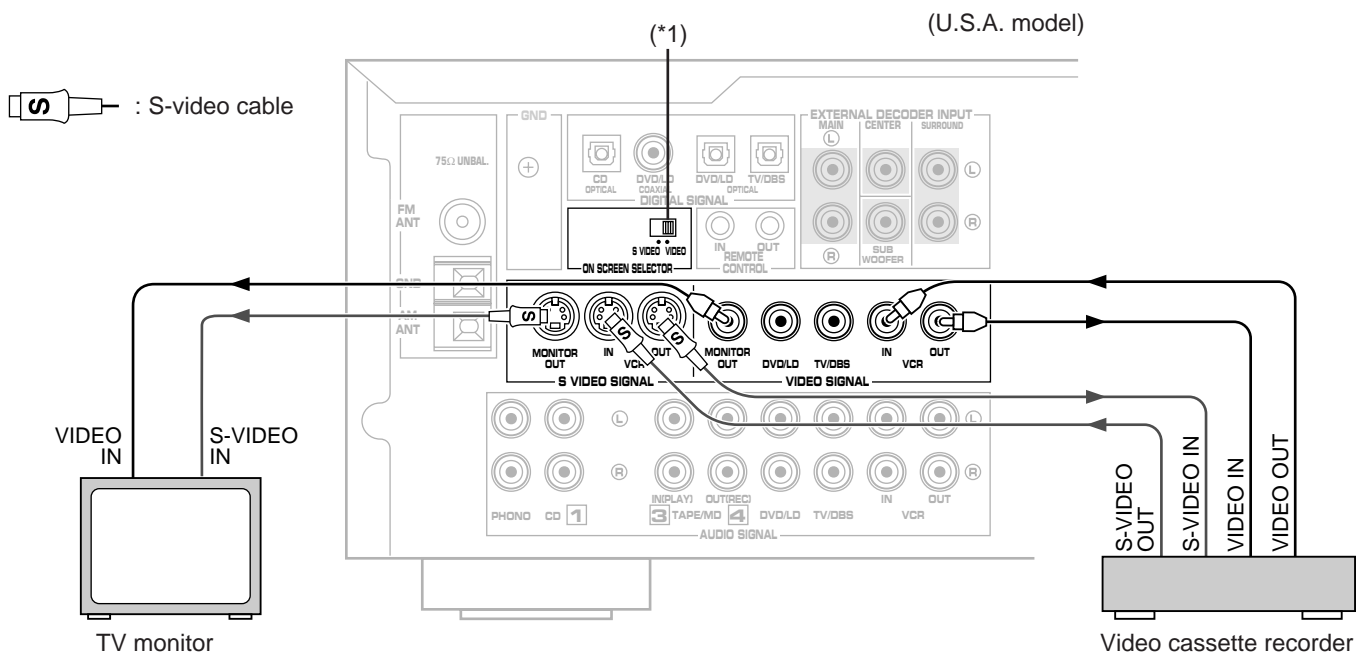 (U.S.A. model)
(*1)
S : S-video cable
GND
EXTERNAL DECODER INPUT
MAIN CENTER SURROUND
L
75Ω UNBAL.
L
CD DVD/LD DVD/LD TV/DBS
OPTICAL COAXIAL OPTICAL
DIGITAL SIGNAL
FM
ANT
R
S VIDEO VIDEO
IN OUT
REMOTE
CONTROL
R
SUB
WOOFER
ON SCREEN SELECTOR
GND
AM
ANT
S
S
S
MONITOR
OUT
IN OUT
VCR
MONITOR
OUT
DVD/LD TV/DBS
IN OUT
VCR
S VIDEO SIGNAL
VIDEO SIGNAL
L
L
VIDEO
IN
S-VIDEO
IN
S-VIDEO
OUT
S-VIDEO IN
VIDEO IN
VIDEO OUT
R
R
IN(PLAY) OUT(REC)
IN OUT
PHONO CD 1
3 TAPE/MD 4 DVD/LD TV/DBS VCR
AUDIO SIGNAL
TV monitor
Video cassette recorder